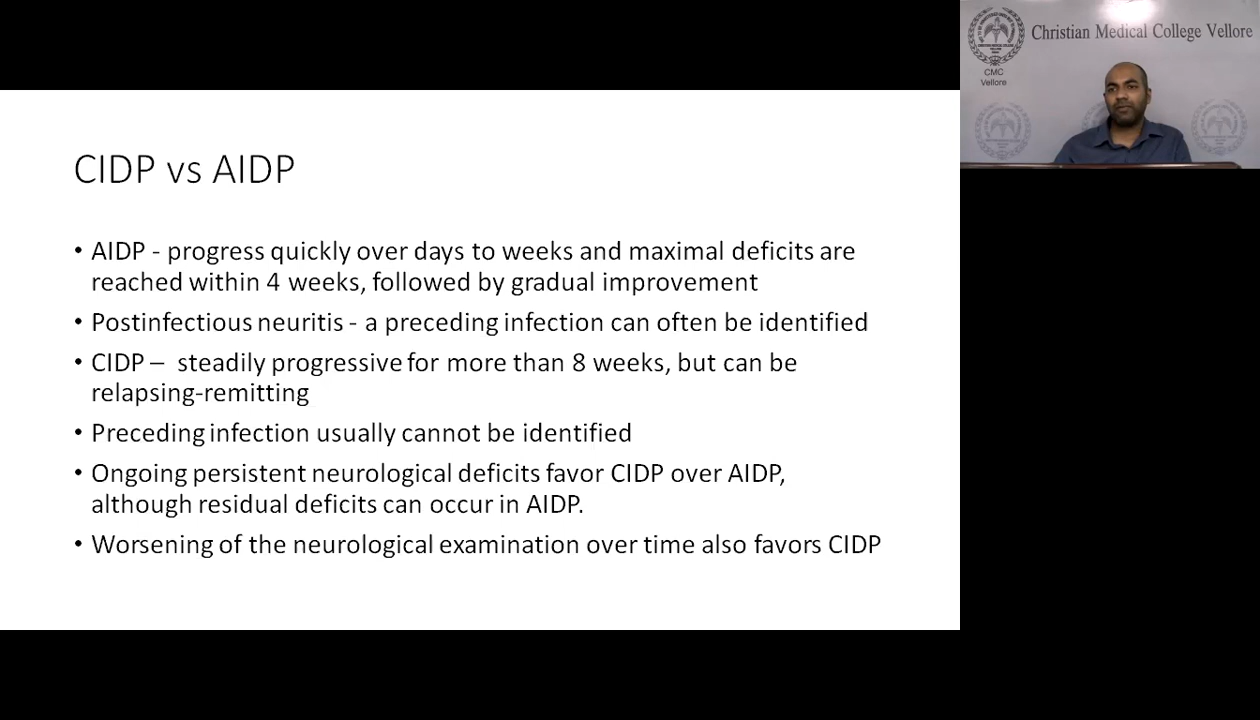 CIDP vs AIDP
• AIDP - progress quickly over days to weeks and maximal deficits are
reached within 4 weeks, followed by gradual improvement
• Postinfectious neuritis - a preceding infection can often be identified
• CIDP – steadily progressive for more than 8 weeks, but can be
relapsing-remitting
• Preceding infection usually cannot be identified
• Ongoing persistent neurological deficits favor CIDP over AIDP,
although residual deficits can occur in AIDP.
• Worsening of the neurological examination over time also favors CIDP
Christian Medical College Vellore
CMC
Vellore